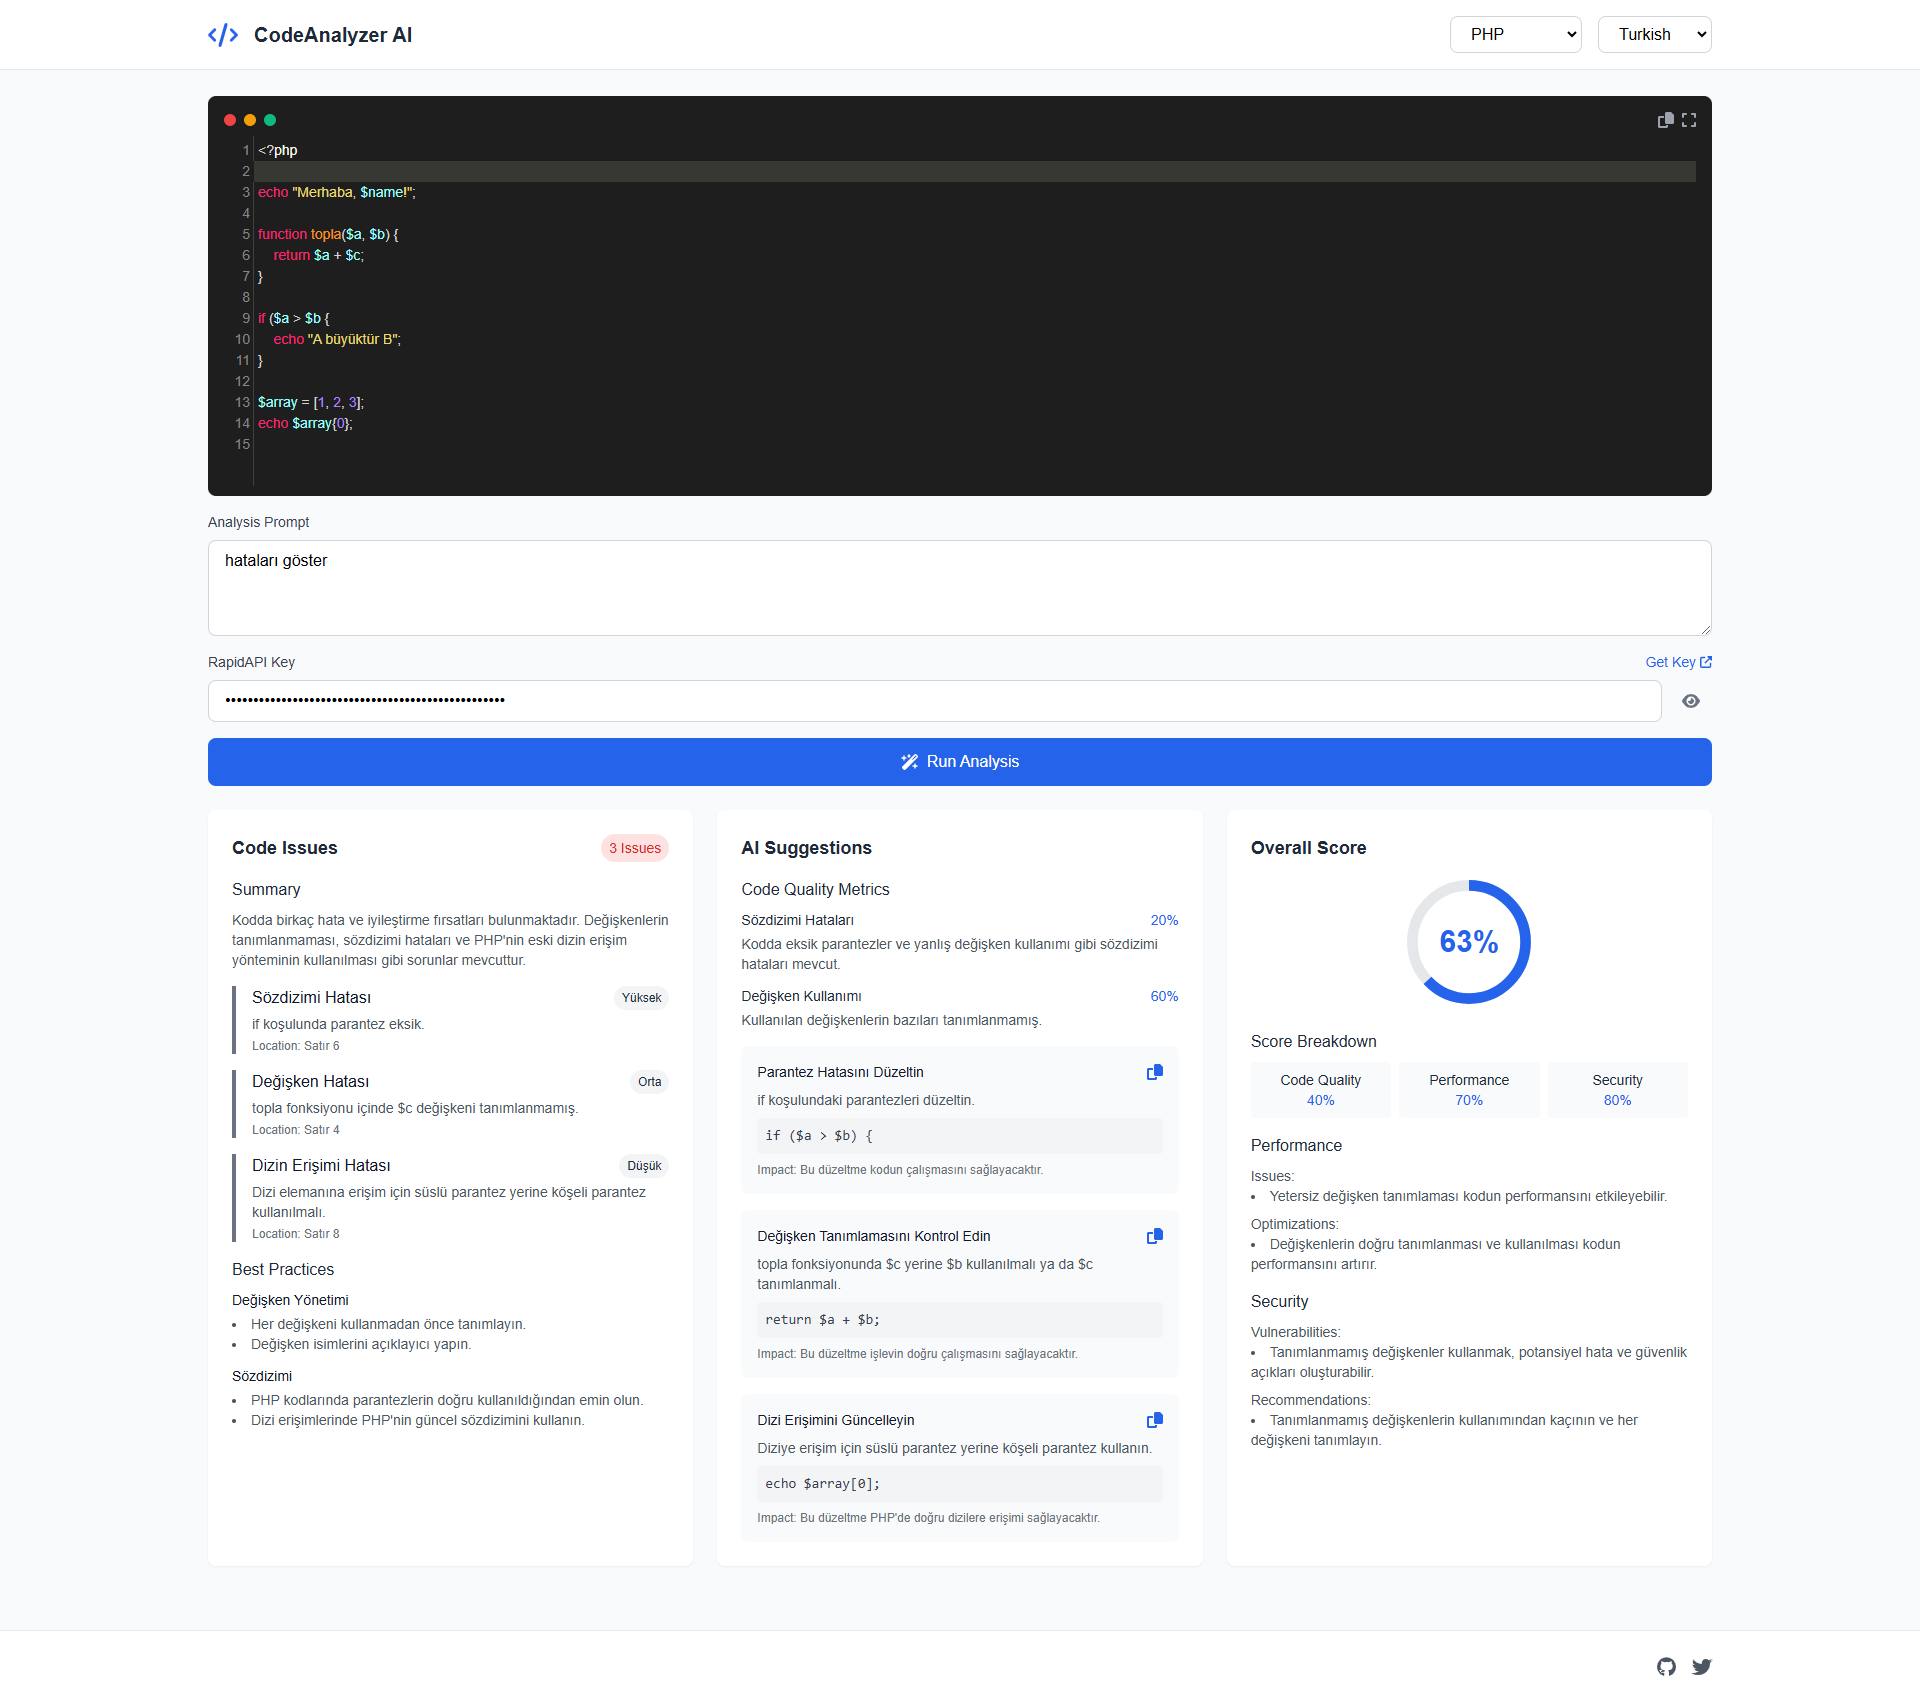 CodeAnalyzer AI
PHP
Turkish
1 <?php
2
3 echo "Merhaba, $name!";
4
5 function topla($a, $b) {
6 return $a + $c;
7 }
8
9 if ($a > $b {
10 echo "A büyüktür B";
11 }
12
13 $array = [1, 2, 3];
14 echo $array{0};
15
Analysis Prompt
hataları göster
RapidAPI Key
Get Key
••••••••••••••••••••••••••••••••••••••••••••••••••
Run Analysis
Code Issues
3 Issues
Summary
Kodda birkaç hata ve iyileştirme fırsatları bulunmaktadır. Değişkenlerin
tanımlanmaması, sözdizimi hataları ve PHP'nin eski dizin erişim
yönteminin kullanılması gibi sorunlar mevcuttur.
Sözdizimi Hatası
Yüksek
if koşulunda parantez eksik.
Location: Satır 6
Değişken Hatası
Orta
topla fonksiyonu içinde $c değişkeni tanımlanmamış.
Location: Satır 4
Dizin Erişimi Hatası
Düşük
Dizi elemanına erişim için süslü parantez yerine köşeli parantez
kullanılmalı.
Location: Satır 8
Best Practices
Değişken Yönetimi
• Her değişkeni kullanmadan önce tanımlayın.
• Değişken isimlerini açıklayıcı yapın.
Sözdizimi
• PHP kodlarında parantezlerin doğru kullanıldığından emin olun.
• Dizi erişimlerinde PHP'nin güncel sözdizimini kullanın.
AI Suggestions
Code Quality Metrics
Sözdizimi Hataları
20%
Kodda eksik parantezler ve yanlış değişken kullanımı gibi sözdizimi
hataları mevcut.
Değişken Kullanımı
60%
Kullanılan değişkenlerin bazıları tanımlanmamış.
Parantez Hatasını Düzeltin
if koşulundaki parantezleri düzeltin.
if ($a > $b) {
Impact: Bu düzeltme kodun çalışmasını sağlayacaktır.
Değişken Tanımlamasını Kontrol Edin
topla fonksiyonunda $c yerine $b kullanılmalı ya da $c
tanımlanmalı.
return $a + $b;
Impact: Bu düzeltme işlevin doğru çalışmasını sağlayacaktır.
Dizi Erişimini Güncelleyin
Diziye erişim için süslü parantez yerine köşeli parantez kullanın.
echo $array[0];
Impact: Bu düzeltme PHP'de doğru dizilere erişimi sağlayacaktır.
Overall Score
63%
Score Breakdown
Code Quality
40%
Performance
70%
Security
80%
Performance
Issues:
• Yetersiz değişken tanımlaması kodun performansını etkileyebilir.
Optimizations:
• Değişkenlerin doğru tanımlanması ve kullanılması kodun
performansını artırır.
Security
Vulnerabilities:
• Tanımlanmamış değişkenler kullanmak, potansiyel hata ve güvenlik
açıkları oluşturabilir.
Recommendations:
• Tanımlanmamış değişkenlerin kullanımından kaçının ve her
değişkeni tanımlayın.